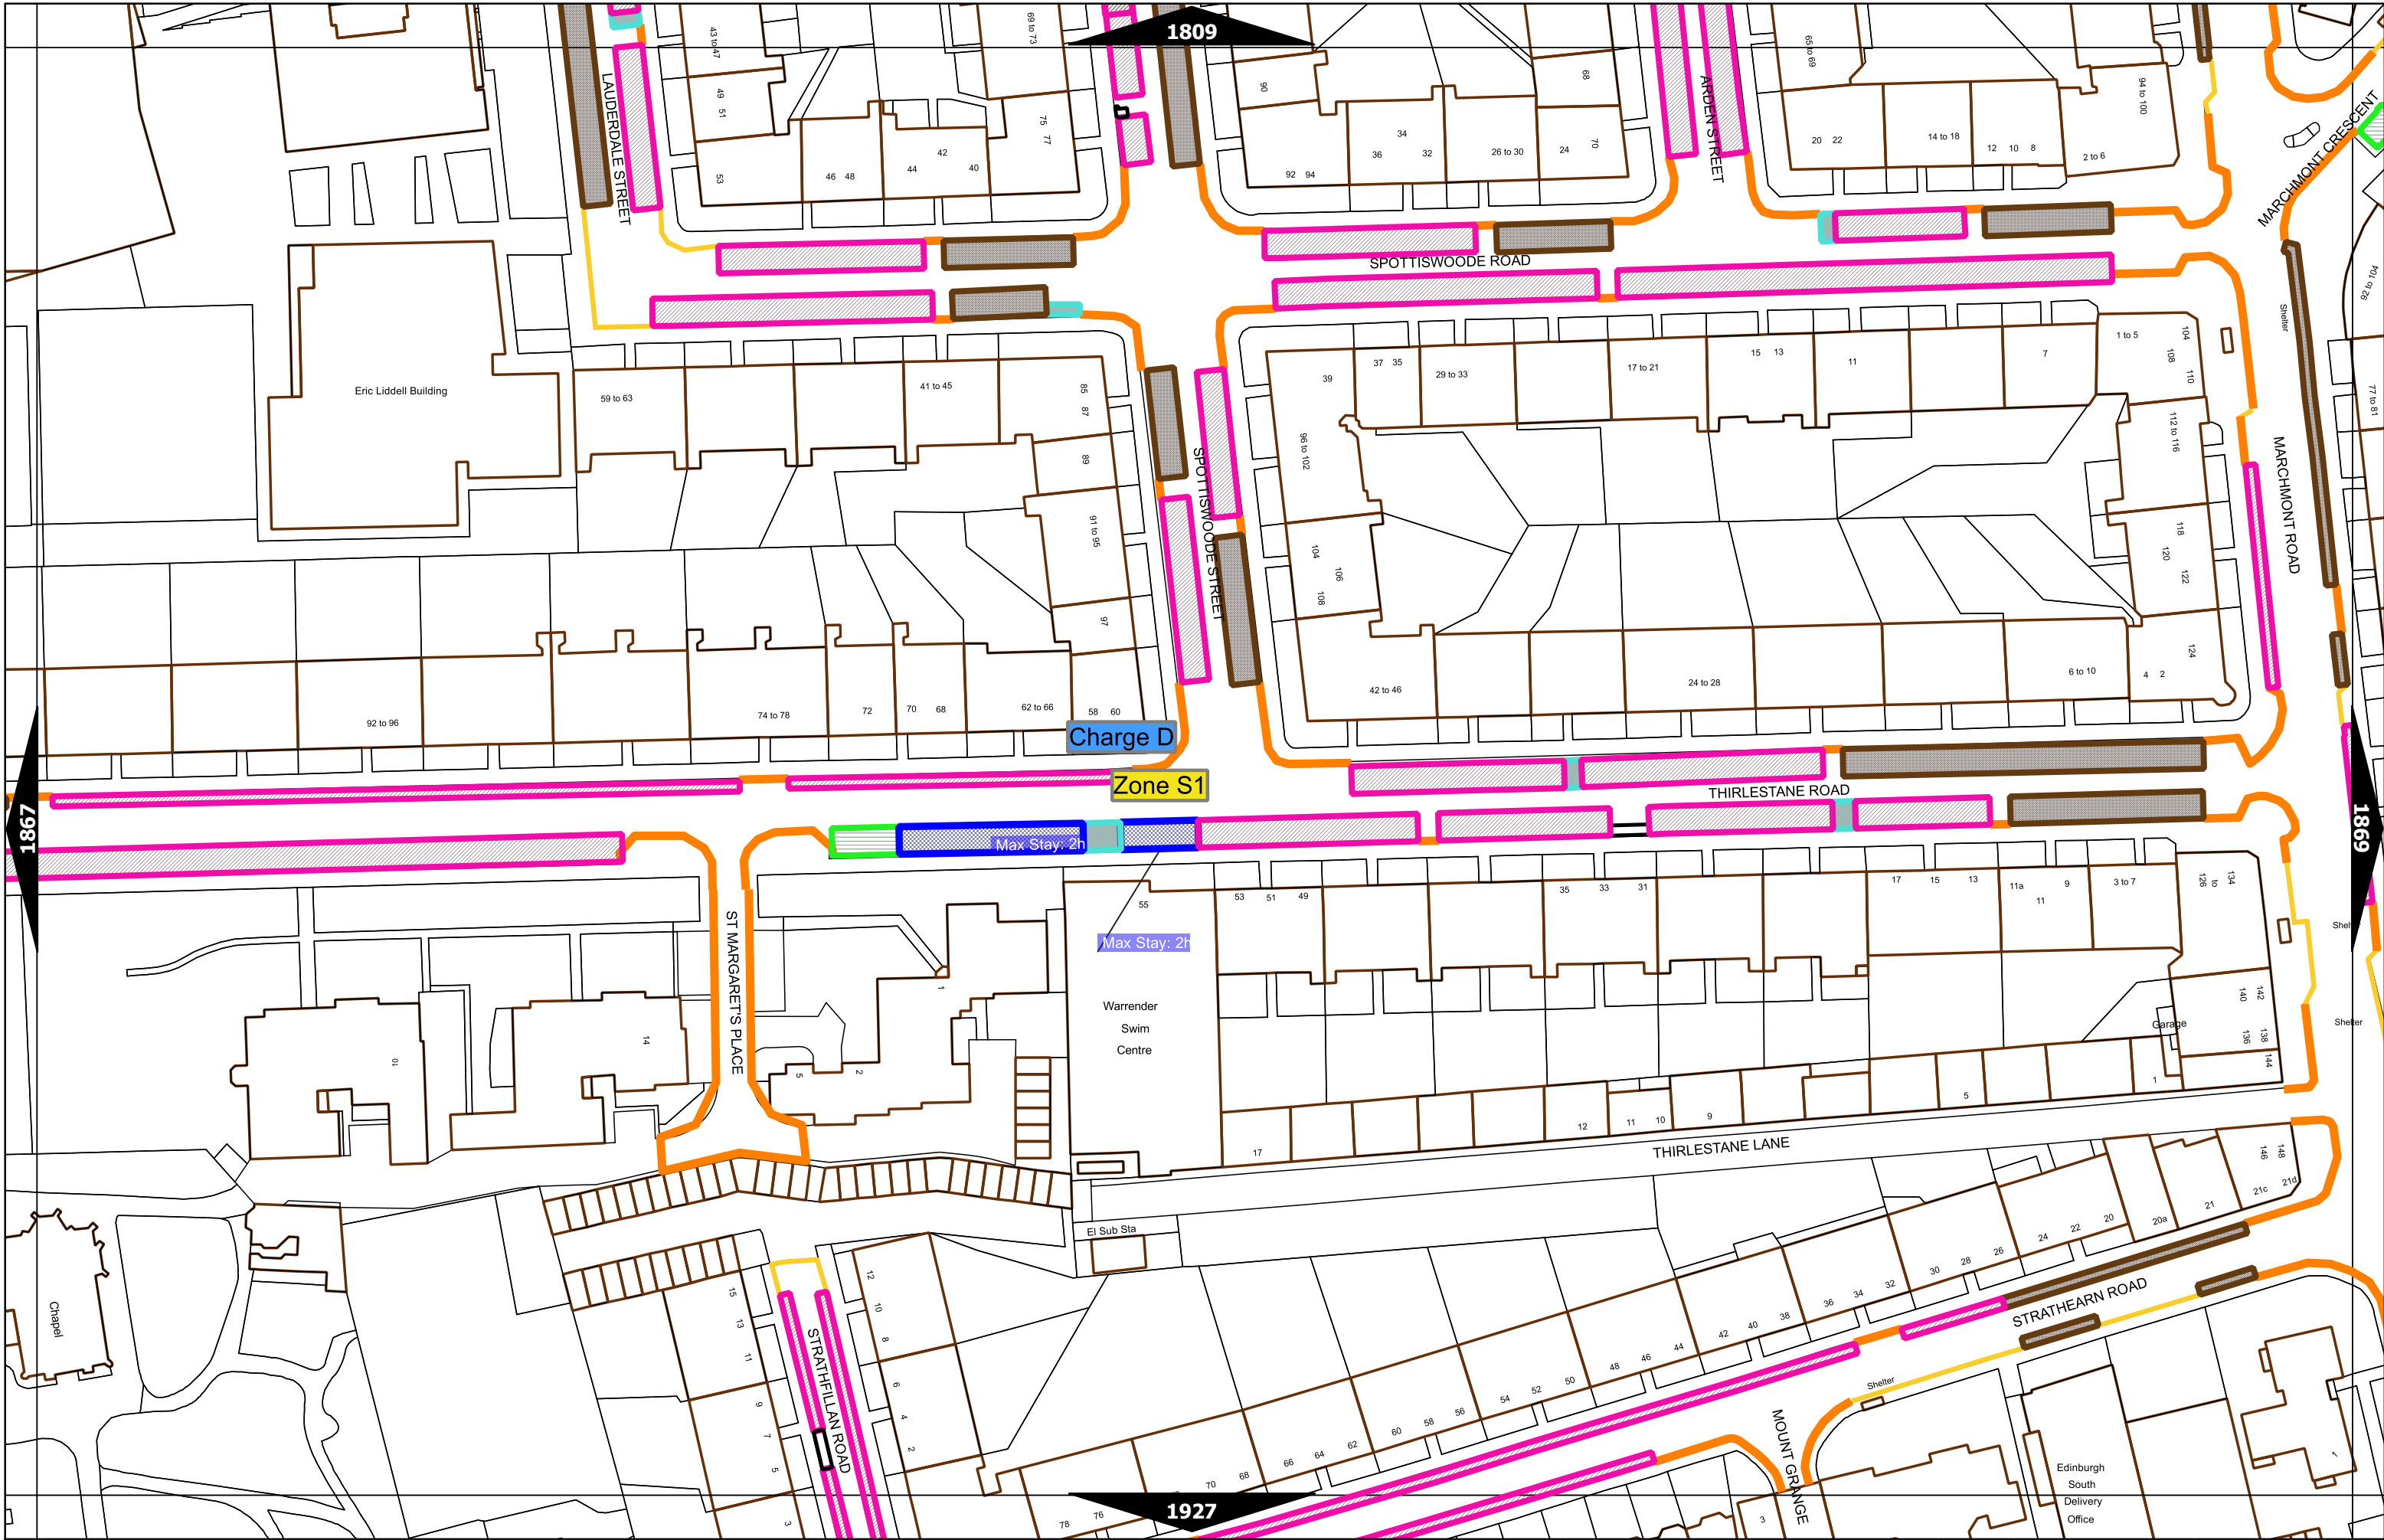 1809
43 to 47
69 to 73
65 to 69
68
90
94 to 100
LAUDERDALE STREET
49
51
75
77
ARDEN STREET
MARCHMONT CRESCENT
53
46 48
44
42
40
34
36
32
92 94
26 to 30
24
70
20 22
14 to 18
12 10 8
2 to 6
SPOTTISWOODE ROAD
92 to 104
Shelter
Eric Liddell Building
59 to 63
41 to 45
85
87
89
91 to 95
97
SPOTTISWOODE STREET
39
37 35
29 to 33
17 to 21
15 13
11
7
1 to 5
104
108
110
112 to 116
118
120
122
124
77 to 81
MARCHMONT ROAD
96 to 102
104
106
108
42 to 46
24 to 28
6 to 10
4 2
92 to 96
74 to 78
72
70 68
62 to 66
58 60
Charge D
Zone S1
THIRLESTANE ROAD
1867
1869
Max Stay: 2h
Max Stay: 2h
55
53 51 49
35 33 31
17 15 13
11a
11
9
3 to 7
126
to
134
Shelter
ST MARGARET'S PLACE
Warrender
Swim
Centre
10
14
1
2
5
140
142
136
138
144
Garage
Shelter
17
12
11 10
9
5
1
THIRLESTANE LANE
El Sub Sta
Chapel
15
13
11
9
7
5
3
STRATHFILLAN ROAD
12
10
8
6
4
2
146
148
21c
21d
21
20a
20
22
24
26
28
30
32
34
36
38
40
42
44
46
48
50
52
54
56
58
60
62
64
66
68
70
76
78
STRATHEARN ROAD
Shelter
MOUNT GRANGE
3
1
Edinburgh
South
Delivery
Office
1927